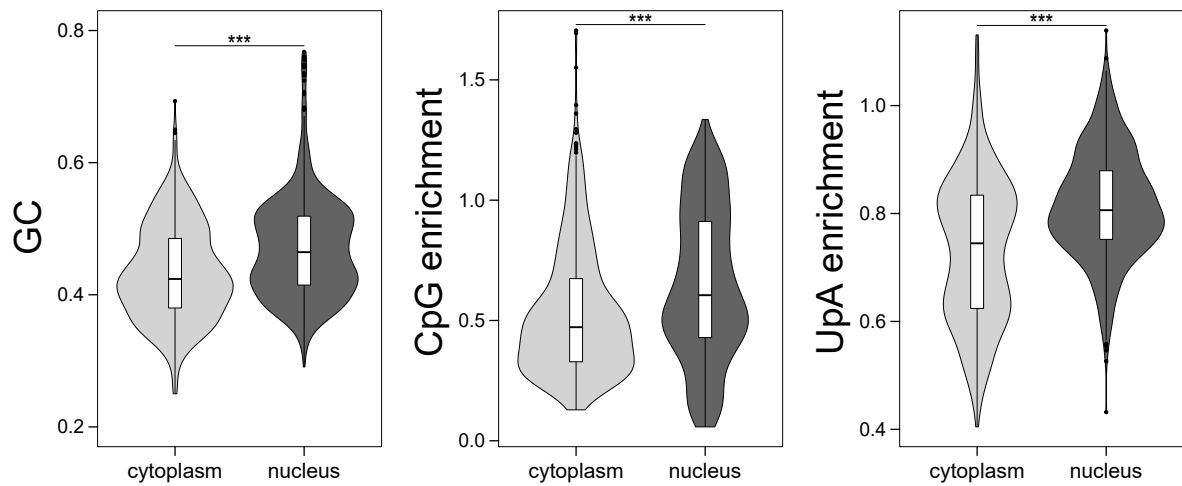 GC
0.8
0.6
0.4
0.2
***
cytoplasm
nucleus
CpG enrichment
1.5
1.0
0.5
0.0
***
cytoplasm
nucleus
UpA enrichment
1.0
0.8
0.6
0.4
***
cytoplasm
nucleus